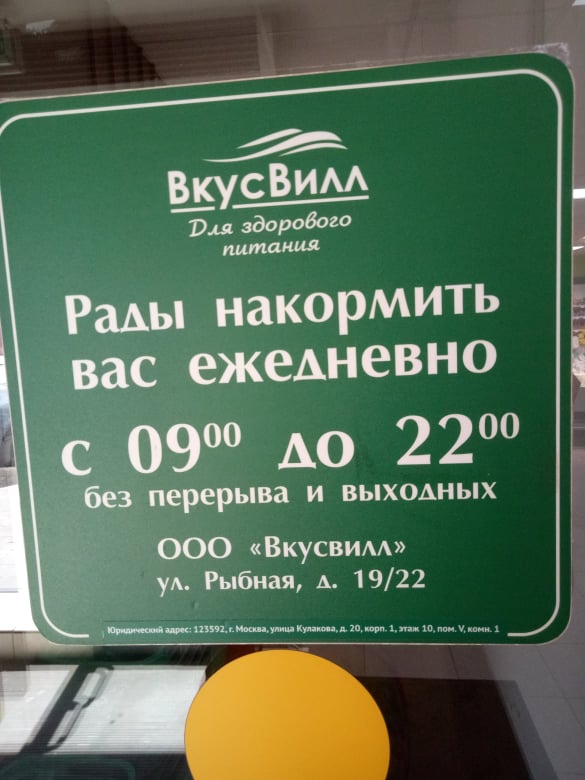 ВкусВилл
Для здорового
питания
Рады накормить
вас ежедневно
с 09⁰⁰ до 22⁰⁰
без перерыва и выходных
ООО «Вкусвилл»
ул. Рыбная, д. 19/22
Юридический адрес: 123592, г. Москва, улица Кулакова, д. 20, корп. 1, этаж 10, пом. V, комн. 1